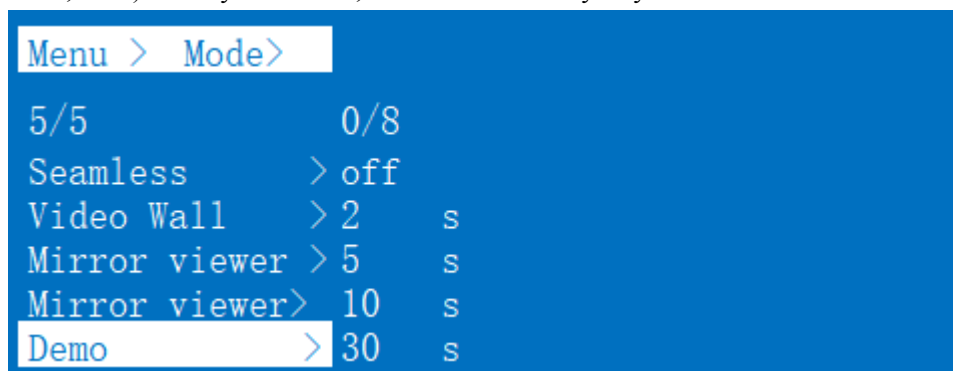 Menu > Mode>
5/5 0/8
Seamless > off
Video Wall > 2 s
Mirror viewer > 5 s
Mirror viewer> 10 s
Demo > 30 s